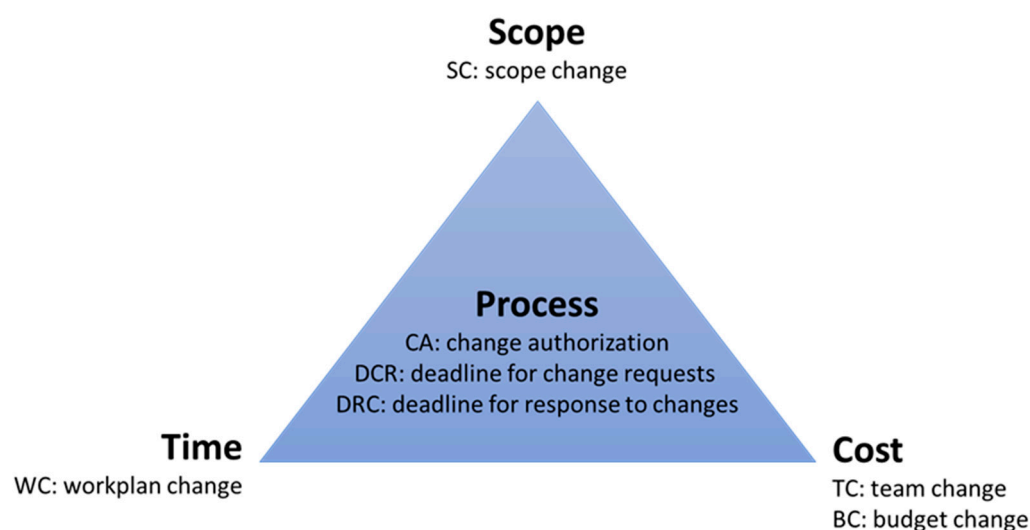 Scope
SC: scope change
Process
CA: change authorization
DCR: deadline for change requests
DRC: deadline for response to changes
Time
WC: workplan change
Cost
TC: team change
BC: budget change